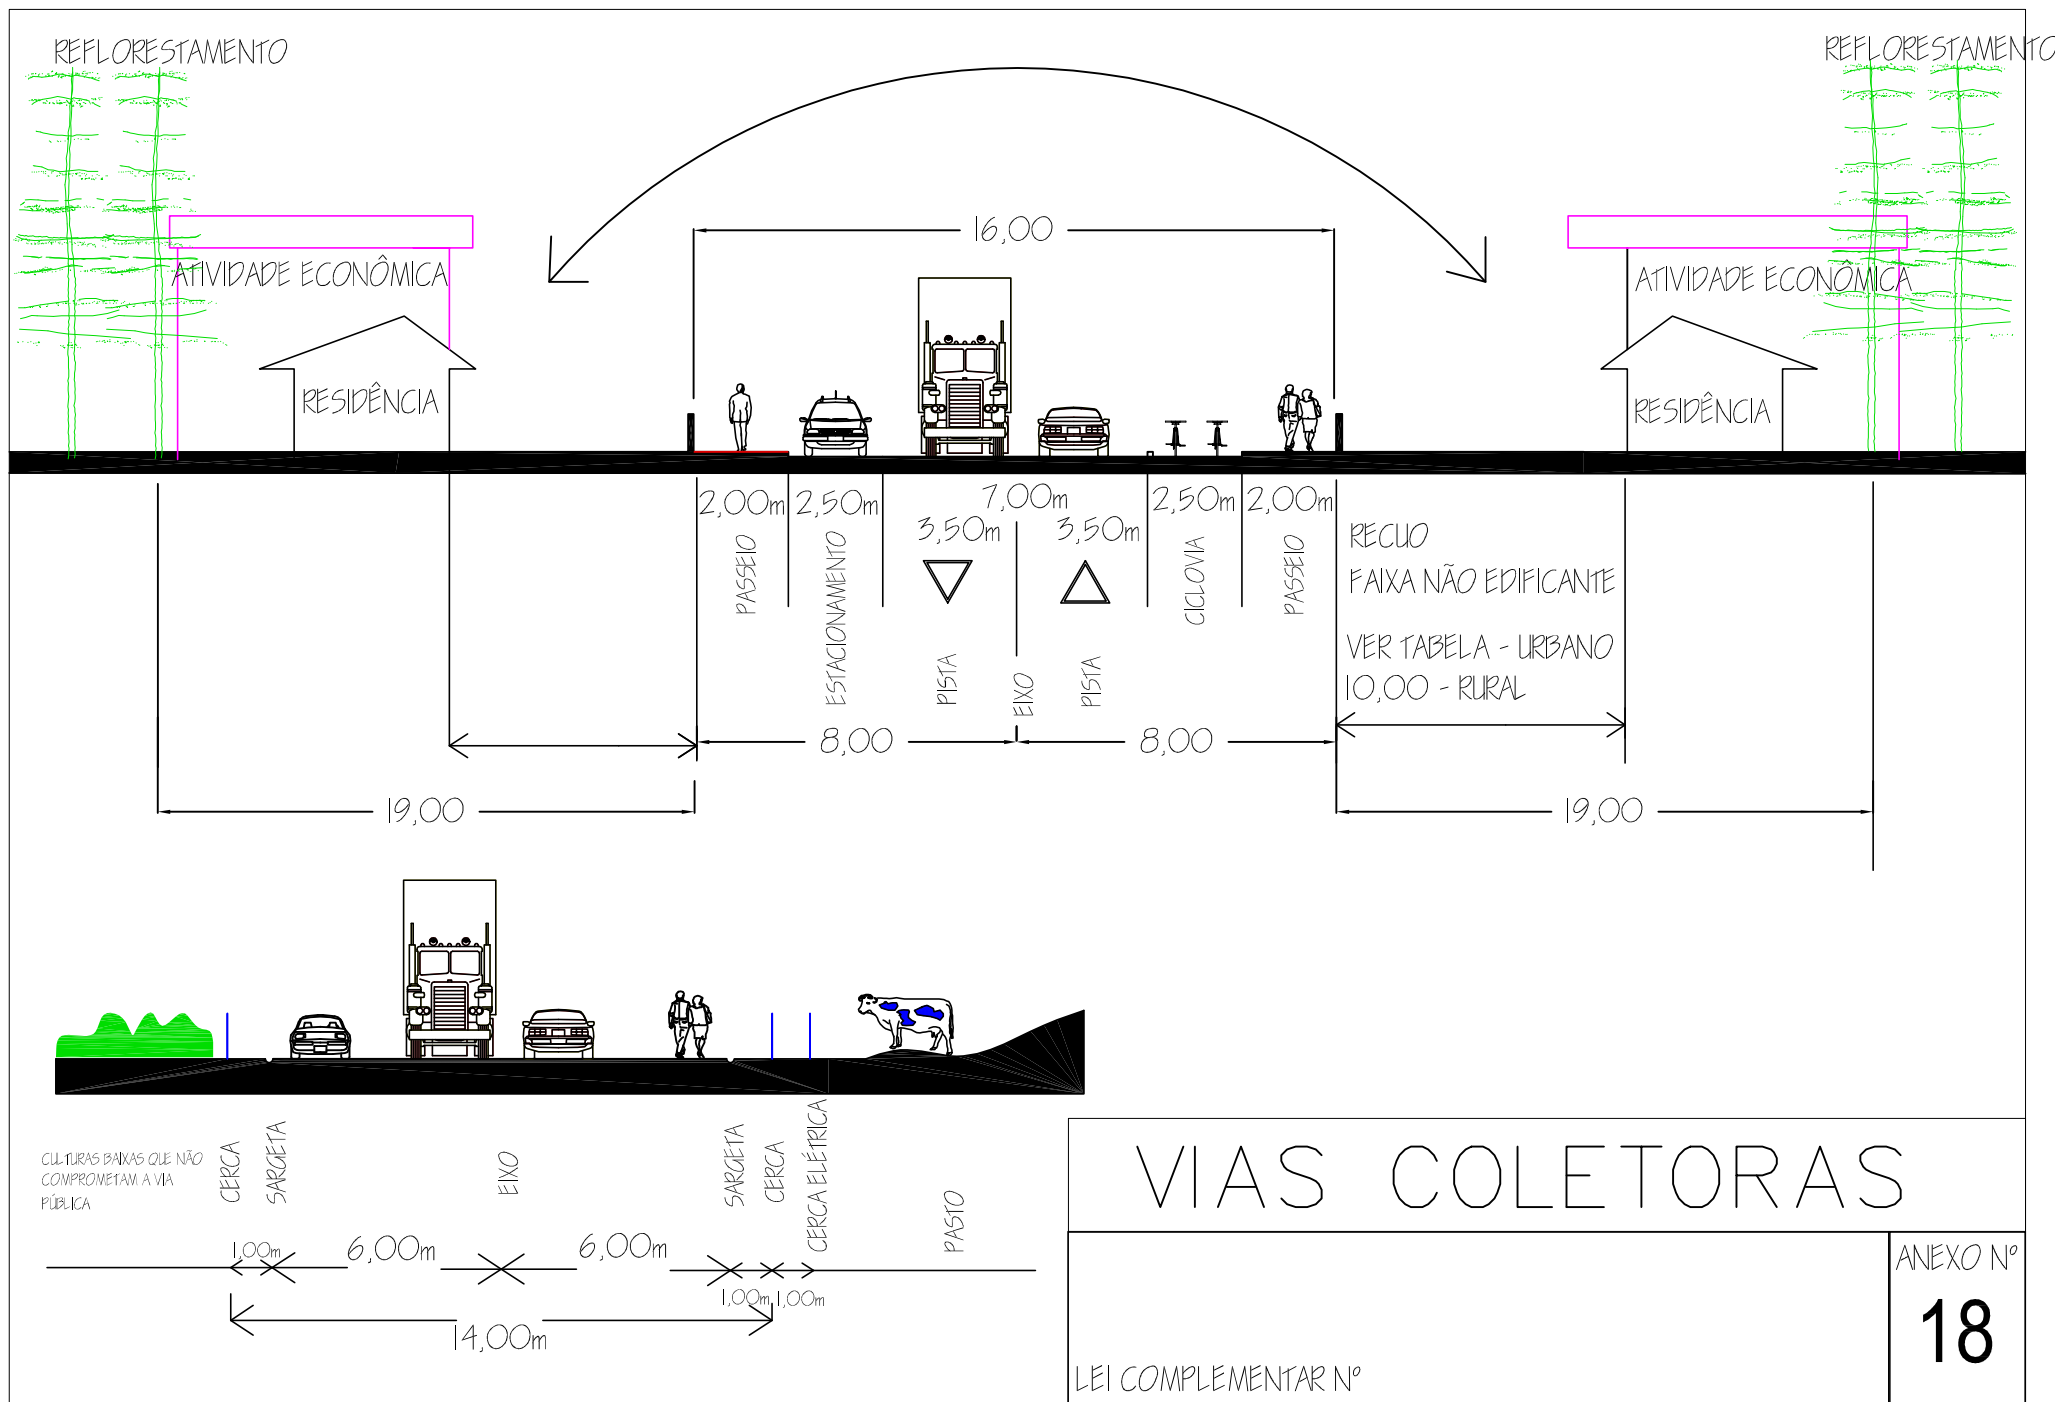 REFLORESTAMENTO
REFLORESTAMENTO
16,00
ATIVIDADE ECONÔMICA
ATIVIDADE ECONÔMICA
RESIDÊNCIA
RESIDÊNCIA
2,00m
2,50m
7,00m
2,50m
2,00m
3,50m
3,50m
PASSEIO
ESTACIONAMENTO
PISTA
EIXO
PISTA
CICLOVIA
PASSEIO
RECUO
FAIXA NÃO EDIFICANTE
VER TABELA - URBANO
10,00 - RURAL
8,00
8,00
19,00
19,00
CULTURAS BAIXAS QUE NÃO
COMPROMETAM A VIA
PÚBLICA
CERCA
SARGETA
EIXO
SARGETA
CERCA
CERCA ELÉTRICA
PASTO
1,00m
6,00m
6,00m
1,00m
1,00m
14,00m
VIAS COLETORAS
ANEXO Nº
18
LEI COMPLEMENTAR Nº